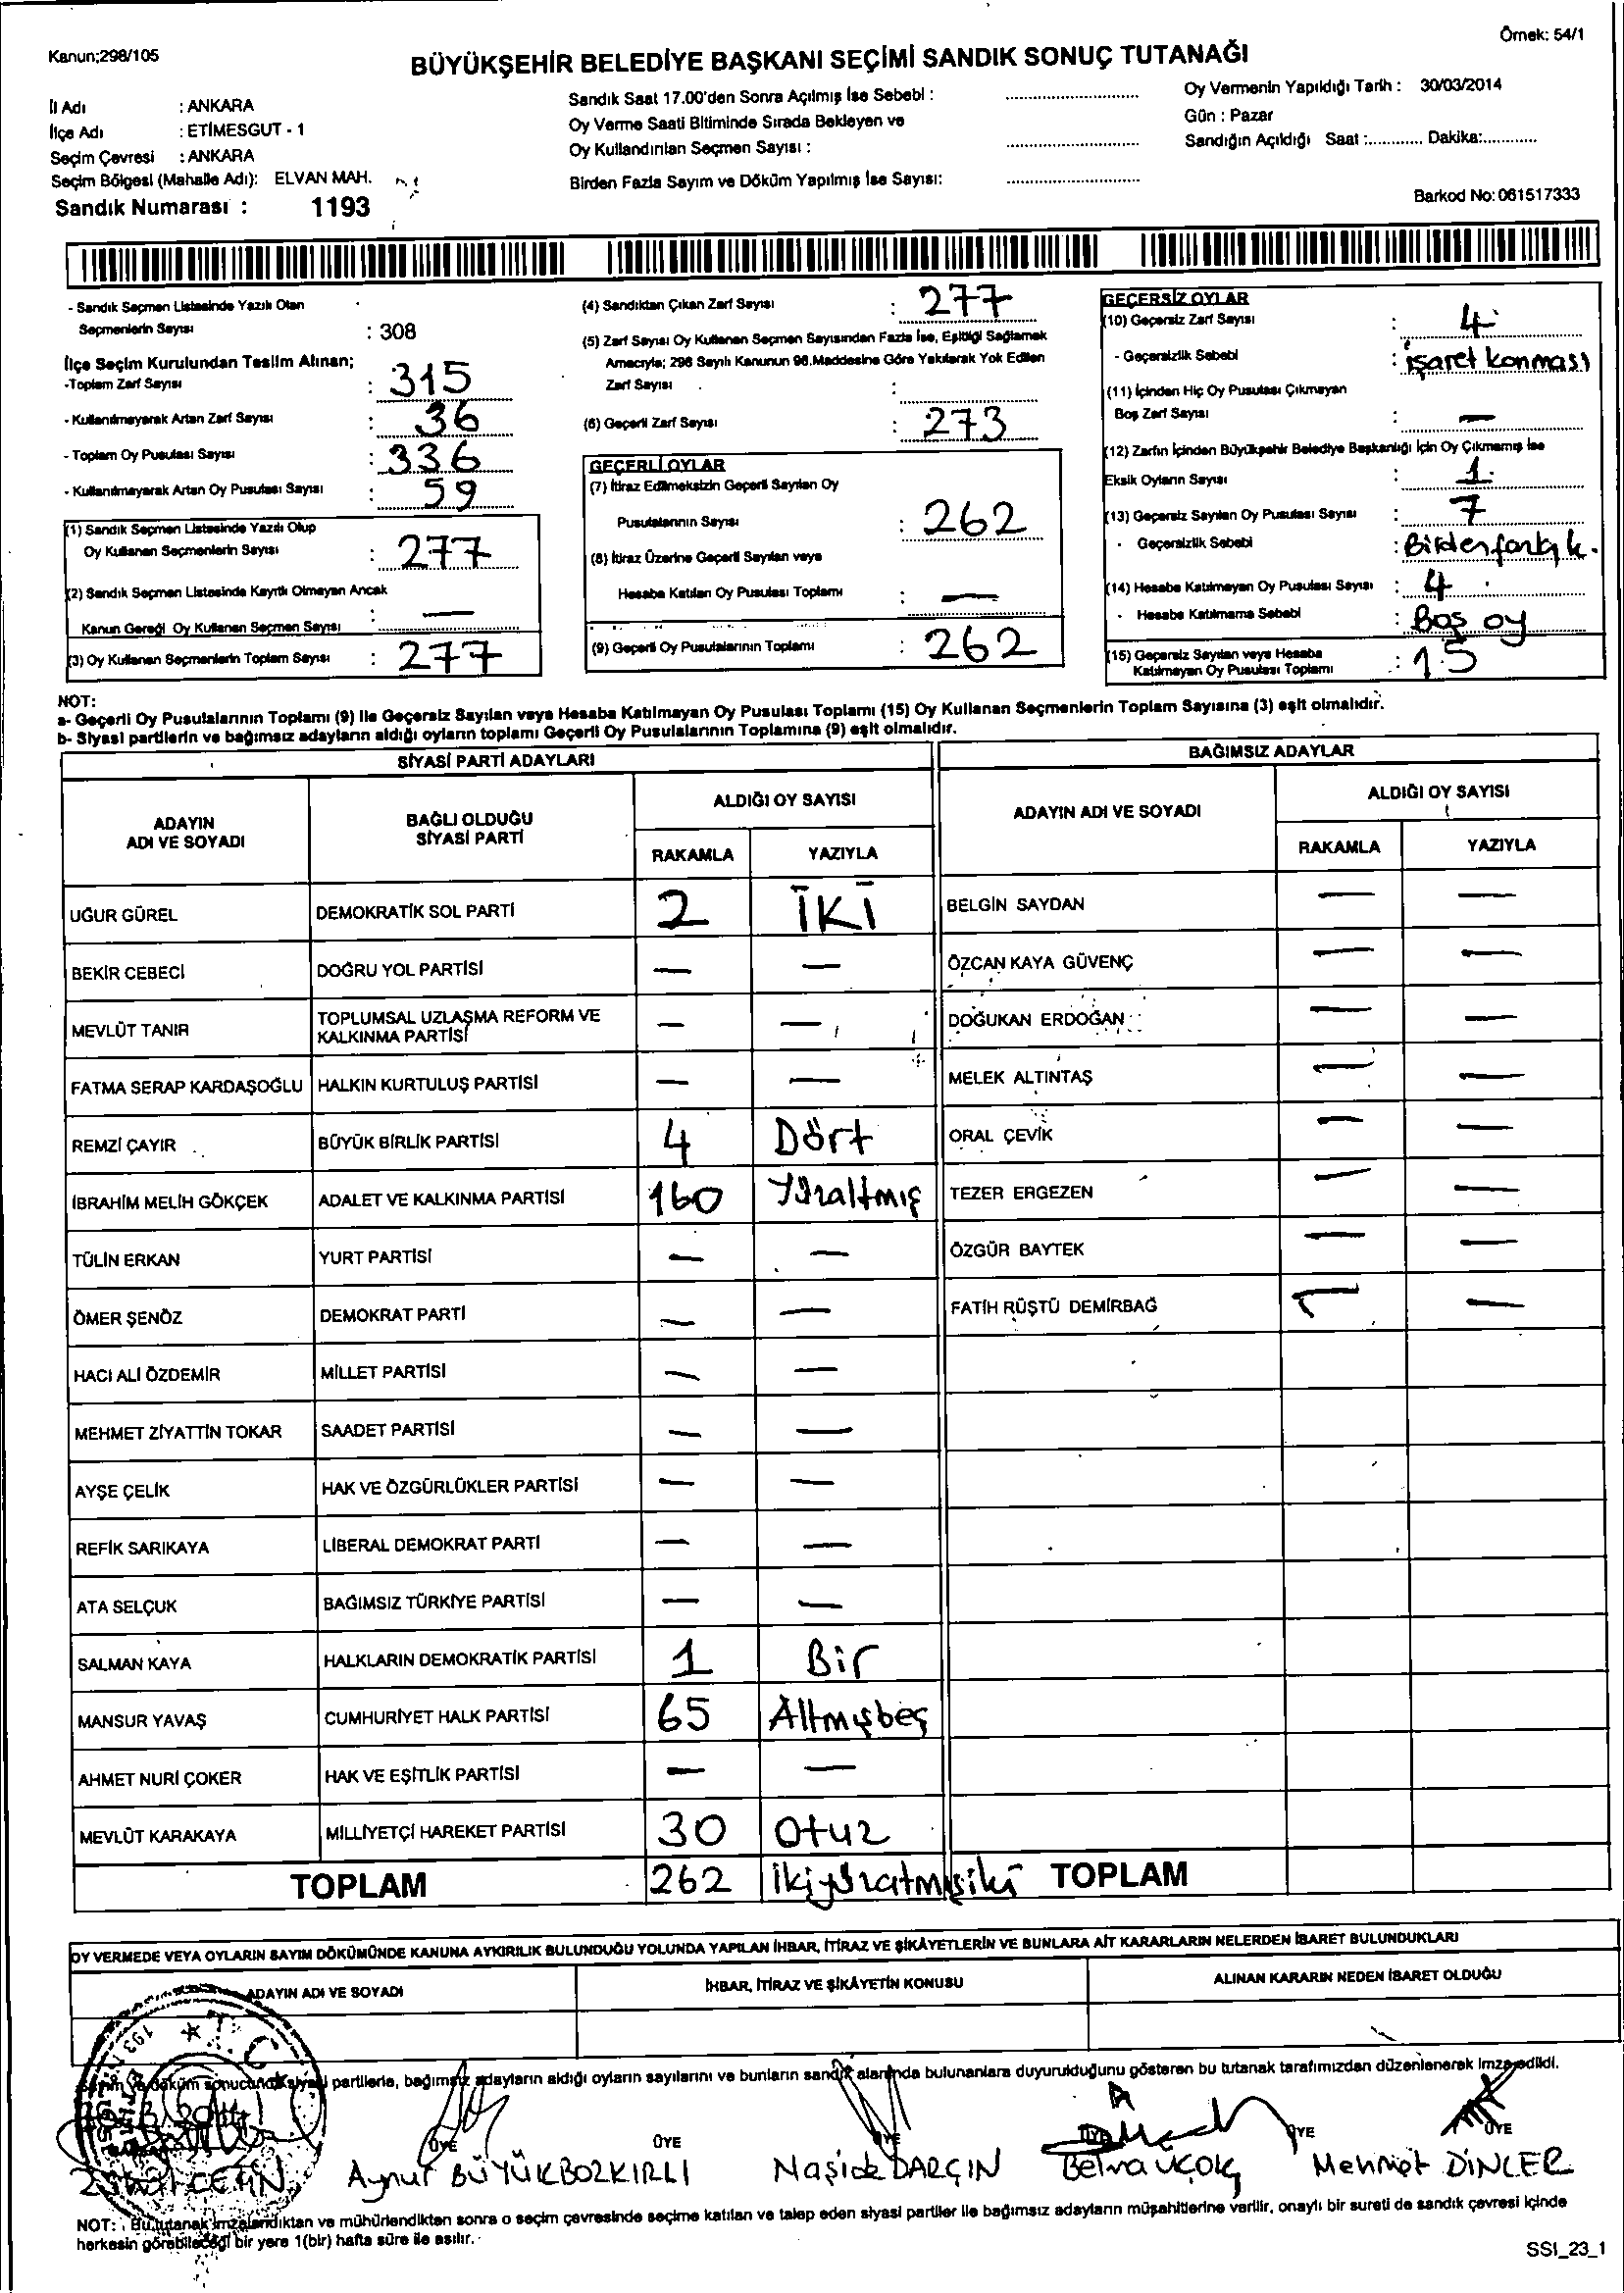 Kanun;298/105
Örnek: 54/1
BÜYÜKŞEHİR BELEDİYE BAŞKANI SEÇİMİ SANDIK SONUÇ TUTANAĞI
İl Adı : ANKARA
İlçe Adı : ETİMESGUT - 1
Seçim Çevresi : ANKARA
Seçim Bölgesi (Mahalle Adı): ELVAN MAH.
Sandık Numarası : 1193
Sandık Saat 17.00'den Sonra Açılmış İse Sebebi : ........................
Oy Verme Saati Bitiminde Sırada Bekleyen ve
Oy Kullandırılan Seçmen Sayısı : ........................
Birden Fazla Sayım ve Döküm Yapılmış İse Sayısı: ........................
Oy Vermenin Yapıldığı Tarih : 30/03/2014
Gün : Pazar
Sandığın Açıldığı Saat :............ Dakika:............
Barkod No: 061517333
- Sandık Seçmen Listesinde Yazılı Olan
Seçmenlerin Sayısı : 308
İlçe Seçim Kurulundan Teslim Alınan;
-Toplam Zarf Sayısı : 315
- Kullanılmayarak Artan Zarf Sayısı : 36
- Toplam Oy Pusulası Sayısı : 336
- Kullanılmayarak Artan Oy Pusulası Sayısı : 59
(1) Sandık Seçmen Listesinde Yazılı Olup
Oy Kullanan Seçmenlerin Sayısı : 277
(2) Sandık Seçmen Listesinde Kayıtlı Olmayan Ancak
Kanun Gereği Oy Kullanan Seçmen Sayısı : —
(3) Oy Kullanan Seçmenlerin Toplam Sayısı : 277
(4) Sandıktan Çıkan Zarf Sayısı : 277
(5) Zarf Sayısı Oy Kullanan Seçmen Sayısından Fazla İse, Eşitliği Sağlamak
Amacıyla; 298 Sayılı Kanunun 98.Maddesine Göre Yakılarak Yok Edilen
Zarf Sayısı :
(6) Geçerli Zarf Sayısı : 273
GEÇERLİ OYLAR
(7) İtiraz Edilmeksizin Geçerli Sayılan Oy
Pusulalarının Sayısı : 262
(8) İtiraz Üzerine Geçerli Sayılan veya
Hesaba Katılan Oy Pusulası Toplamı : —
(9) Geçerli Oy Pusulalarının Toplamı : 262
GEÇERSİZ OYLAR
(10) Geçersiz Zarf Sayısı : 4
- Geçersizlik Sebebi : işaret konması
(11) İçinden Hiç Oy Pusulası Çıkmayan
Boş Zarf Sayısı : —
(12) Zarfın İçinden Büyükşehir Belediye Başkanlığı İçin Oy Çıkmamış İse
Eksik Oyların Sayısı : 1
(13) Geçersiz Sayılan Oy Pusulası Sayısı : 7
- Geçersizlik Sebebi :
(14) Hesaba Katılmayan Oy Pusulası Sayısı : 4
- Hesaba Katılmama Sebebi : Boş oy
(15) Geçersiz Sayılan veya Hesaba
Katılmayan Oy Pusulası Toplamı : 15
NOT:
a- Geçerli Oy Pusulalarının Toplamı (9) ile Geçersiz Sayılan veya Hesaba Katılmayan Oy Pusulası Toplamı (15) Oy Kullanan Seçmenlerin Toplam Sayısına (3) eşit olmalıdır.
b- Siyasi partilerin ve bağımsız adayların aldığı oyların toplamı Geçerli Oy Pusulalarının Toplamına (9) eşit olmalıdır.
SİYASİ PARTİ ADAYLARI
BAĞIMSIZ ADAYLAR
ADAYIN ADI VE SOYADI
BAĞLI OLDUĞU SİYASİ PARTİ
ALDIĞI OY SAYISI
RAKAMLA YAZIYLA
ADAYIN ADI VE SOYADI
ALDIĞI OY SAYISI
RAKAMLA YAZIYLA
UĞUR GÜREL DEMOKRATİK SOL PARTİ 2 İKİ
BEKİR CEBECİ DOĞRU YOL PARTİSİ — —
MEVLÜT TANIR TOPLUMSAL UZLAŞMA REFORM VE KALKINMA PARTİSİ — —
FATMA SERAP KARDAŞOĞLU HALKIN KURTULUŞ PARTİSİ — —
REMZİ ÇAYIR BÜYÜK BİRLİK PARTİSİ 4 Dört
İBRAHİM MELİH GÖKÇEK ADALET VE KALKINMA PARTİSİ 160 Yüzaltmış
TÜLİN ERKAN YURT PARTİSİ — —
ÖMER ŞENÖZ DEMOKRAT PARTİ — —
HACI ALİ ÖZDEMİR MİLLET PARTİSİ — —
MEHMET ZİYATTİN TOKAR SAADET PARTİSİ — —
AYŞE ÇELİK HAK VE ÖZGÜRLÜKLER PARTİSİ — —
REFİK SARIKAYA LİBERAL DEMOKRAT PARTİ — —
ATA SELÇUK BAĞIMSIZ TÜRKİYE PARTİSİ — —
SALMAN KAYA HALKLARIN DEMOKRATİK PARTİSİ 1 Bir
MANSUR YAVAŞ CUMHURİYET HALK PARTİSİ 65 Altmışbeş
AHMET NURİ ÇOKER HAK VE EŞİTLİK PARTİSİ — —
MEVLÜT KARAKAYA MİLLİYETÇİ HAREKET PARTİSİ 30 Otuz
TOPLAM 262 ikiyüzatmışiki
BELGİN SAYDAN — —
ÖZCAN KAYA GÜVENÇ — —
DOĞUKAN ERDOĞAN — —
MELEK ALTINTAŞ — —
ORAL ÇEVİK — —
TEZER ERGEZEN — —
ÖZGÜR BAYTEK — —
FATİH RÜŞTÜ DEMİRBAĞ — —
TOPLAM
OY VERMEDE VEYA OYLARIN SAYIM DÖKÜMÜNDE KANUNA AYKIRILIK BULUNDUĞU YOLUNDA YAPILAN İHBAR, İTİRAZ VE ŞİKÂYETLERİN VE BUNLARA AİT KARARLARIN NELERDEN İBARET BULUNDUKLARI
ADAYIN ADI VE SOYADI
İHBAR, İTİRAZ VE ŞİKÂYETİN KONUSU
ALINAN KARARIN NEDEN İBARET OLDUĞU
T.C
partilerle, bağımsız adayların aldığı oyların sayılarını ve bunların sandık alanında bulunanlara duyurulduğunu gösteren bu tutanak tarafımızdan düzenlenerek imza edildi.
ÜYE ÜYE ÜYE ÜYE ÜYE ÜYE
ÇETİN Aynur BÜYÜKBOZKIRLI Naşide DARÇIN Belma UÇOK Mehmet DİNÇER
NOT: Bu tutanak imzalandıktan ve mühürlendikten sonra o seçim çevresinde seçime katılan ve talep eden siyasi partiler ile bağımsız adayların müşahitlerine verilir, onaylı bir sureti de sandık çevresi içinde
herkesin görebileceği bir yere 1(bir) hafta süre ile asılır.
SSI_23_1